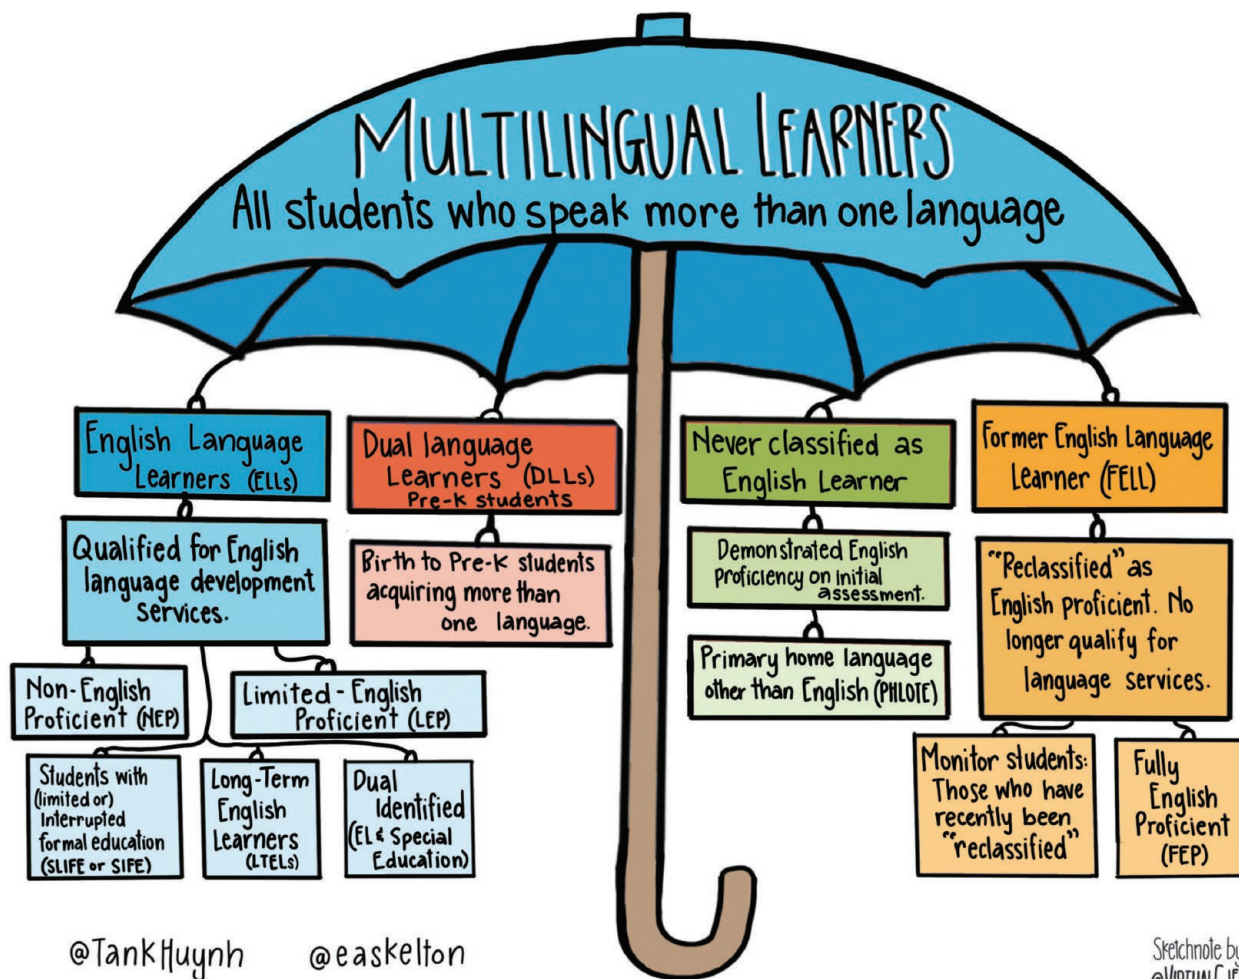 MULTILINGUAL LEARNERS
All students who speak more than one language
English Language
Learners (ELLs)
Qualified for English
language development
services.
Non-English
Proficient (NEP)
Limited-English
Proficient (LEP)
Students with
(limited or)
Interrupted
formal education
(SLIFE or SIFE)
Long-Term
English
Learners
(LTELs)
Dual
Identified
(EL & Special
Education)
Dual language
Learners (DLLs)
Pre-K students
Birth to Pre-K students
acquiring more than
one language.
Never classified as
English Learner
Demonstrated English
Proficiency on initial
assessment.
Primary home language
other than English (PHLOTE)
Former English Language
Learner (FELL)
"Reclassified" as
English proficient. No
longer qualify for
language services.
Monitor students:
Those who have
recently been
"reclassified"
Fully
English
Proficient
(FEP)
@TankHuynh
@easkelton
Sketchnote by